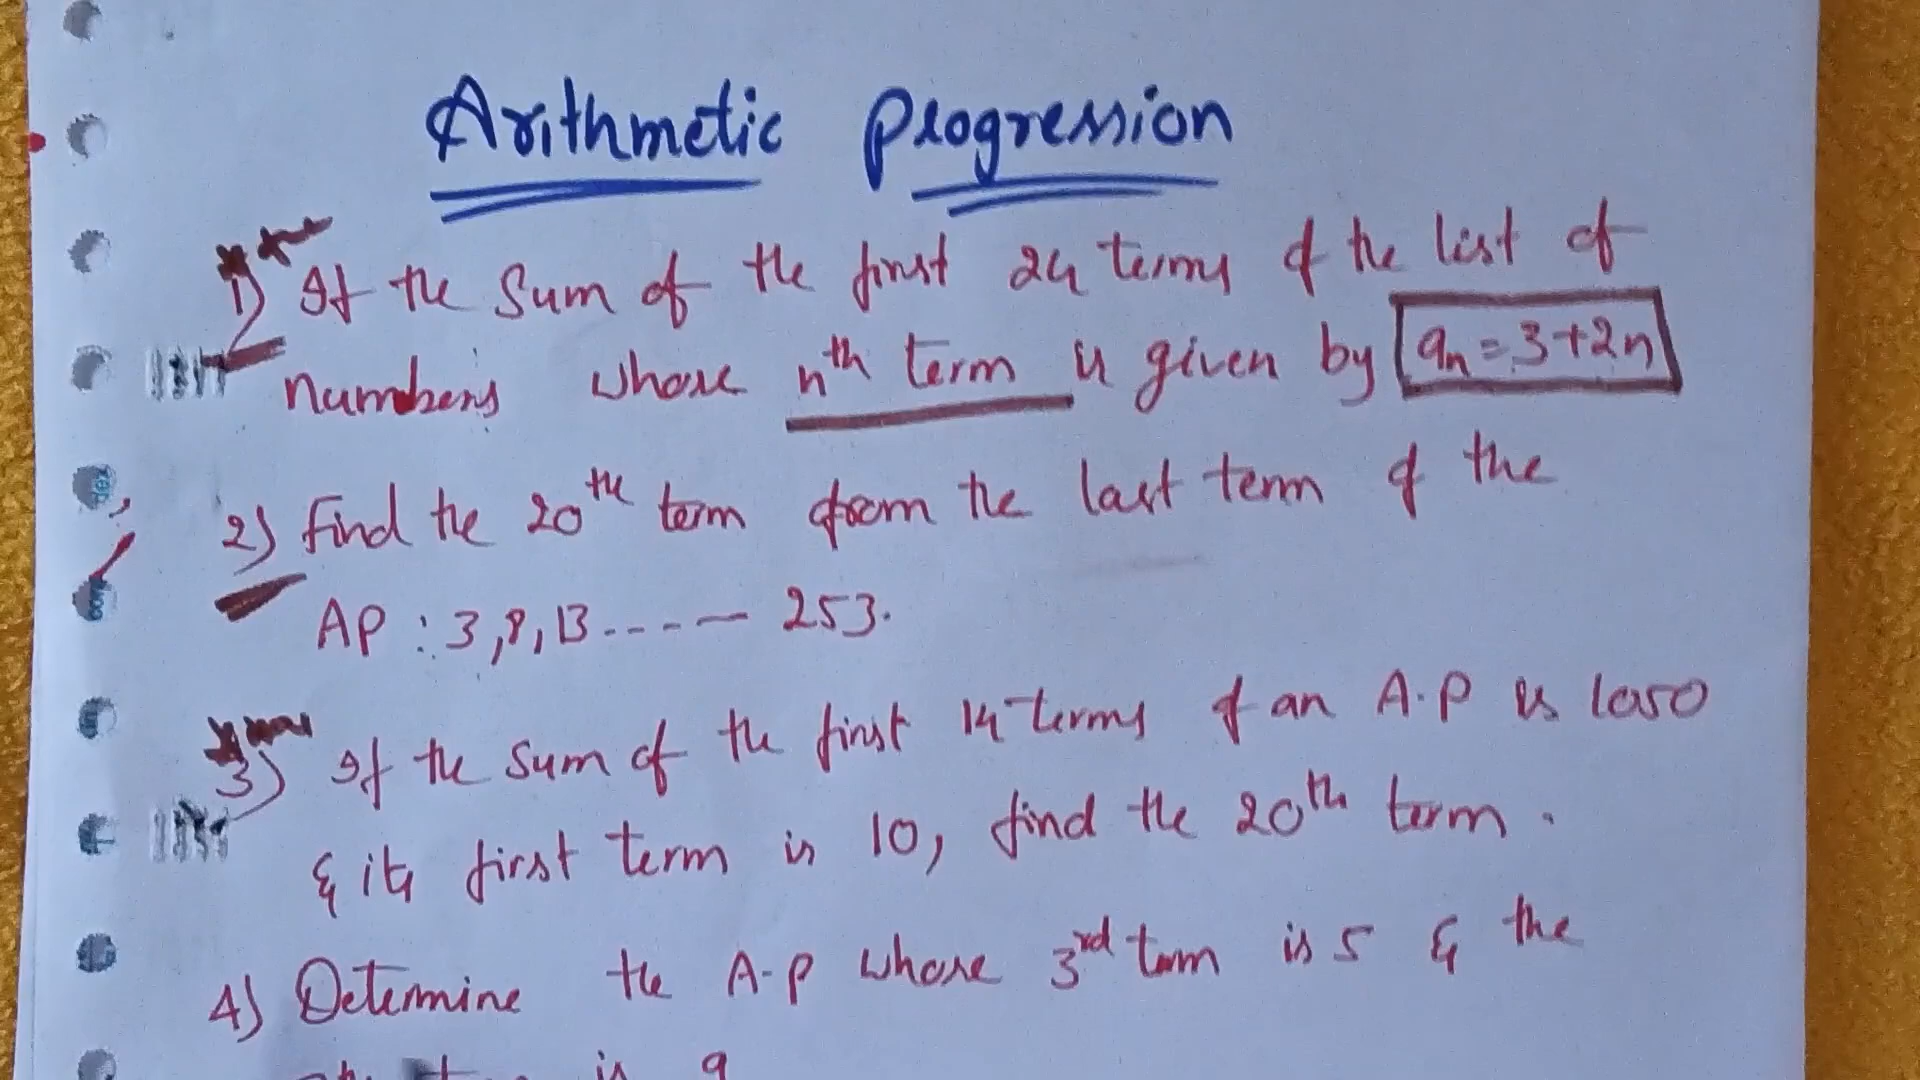 Arithmetic Progression
1) If the Sum of the first 24 terms of the list of
numbers whose nth term is given by an = 3+2n
2) Find the 20th term from the last term of the
AP : 3, 8, 13 ---- 253.
3) If the sum of the first 14 terms of an A.P is 1050
& its first term is 10, find the 20th term.
4) Determine the A-P whose 3rd term is 5 & the
is 9